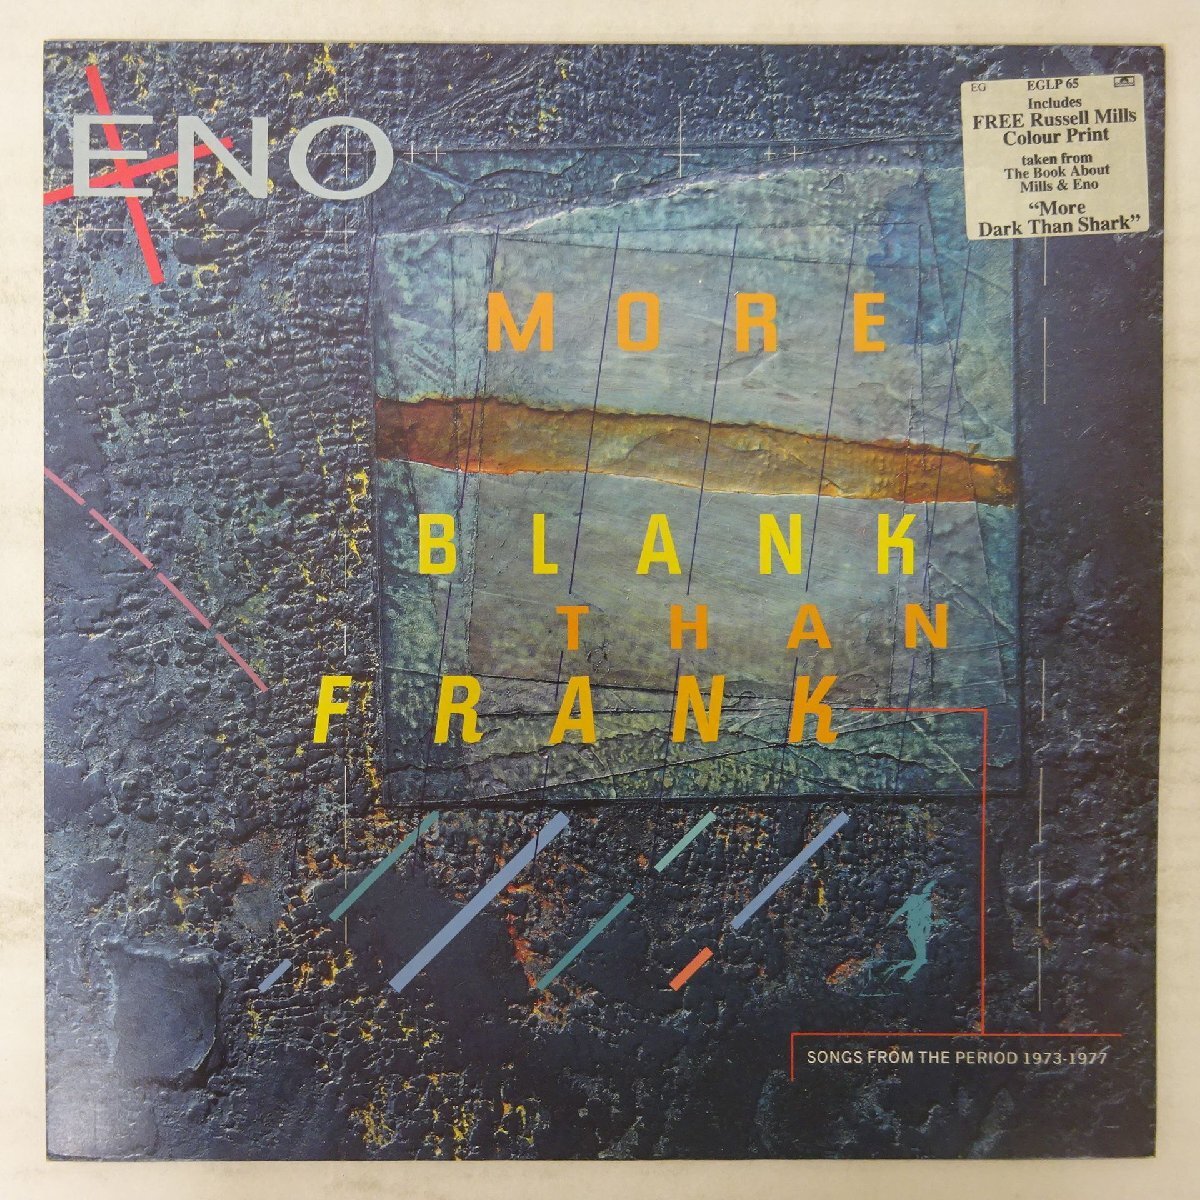 ENO
EG EGLP 65
Includes
FREE Russell Mills
Colour Print
taken from
The Book About
Mills & Eno
“More
Dark Than Shark”
MORE
BLANK
THAN
FRANK
SONGS FROM THE PERIOD 1973-1977